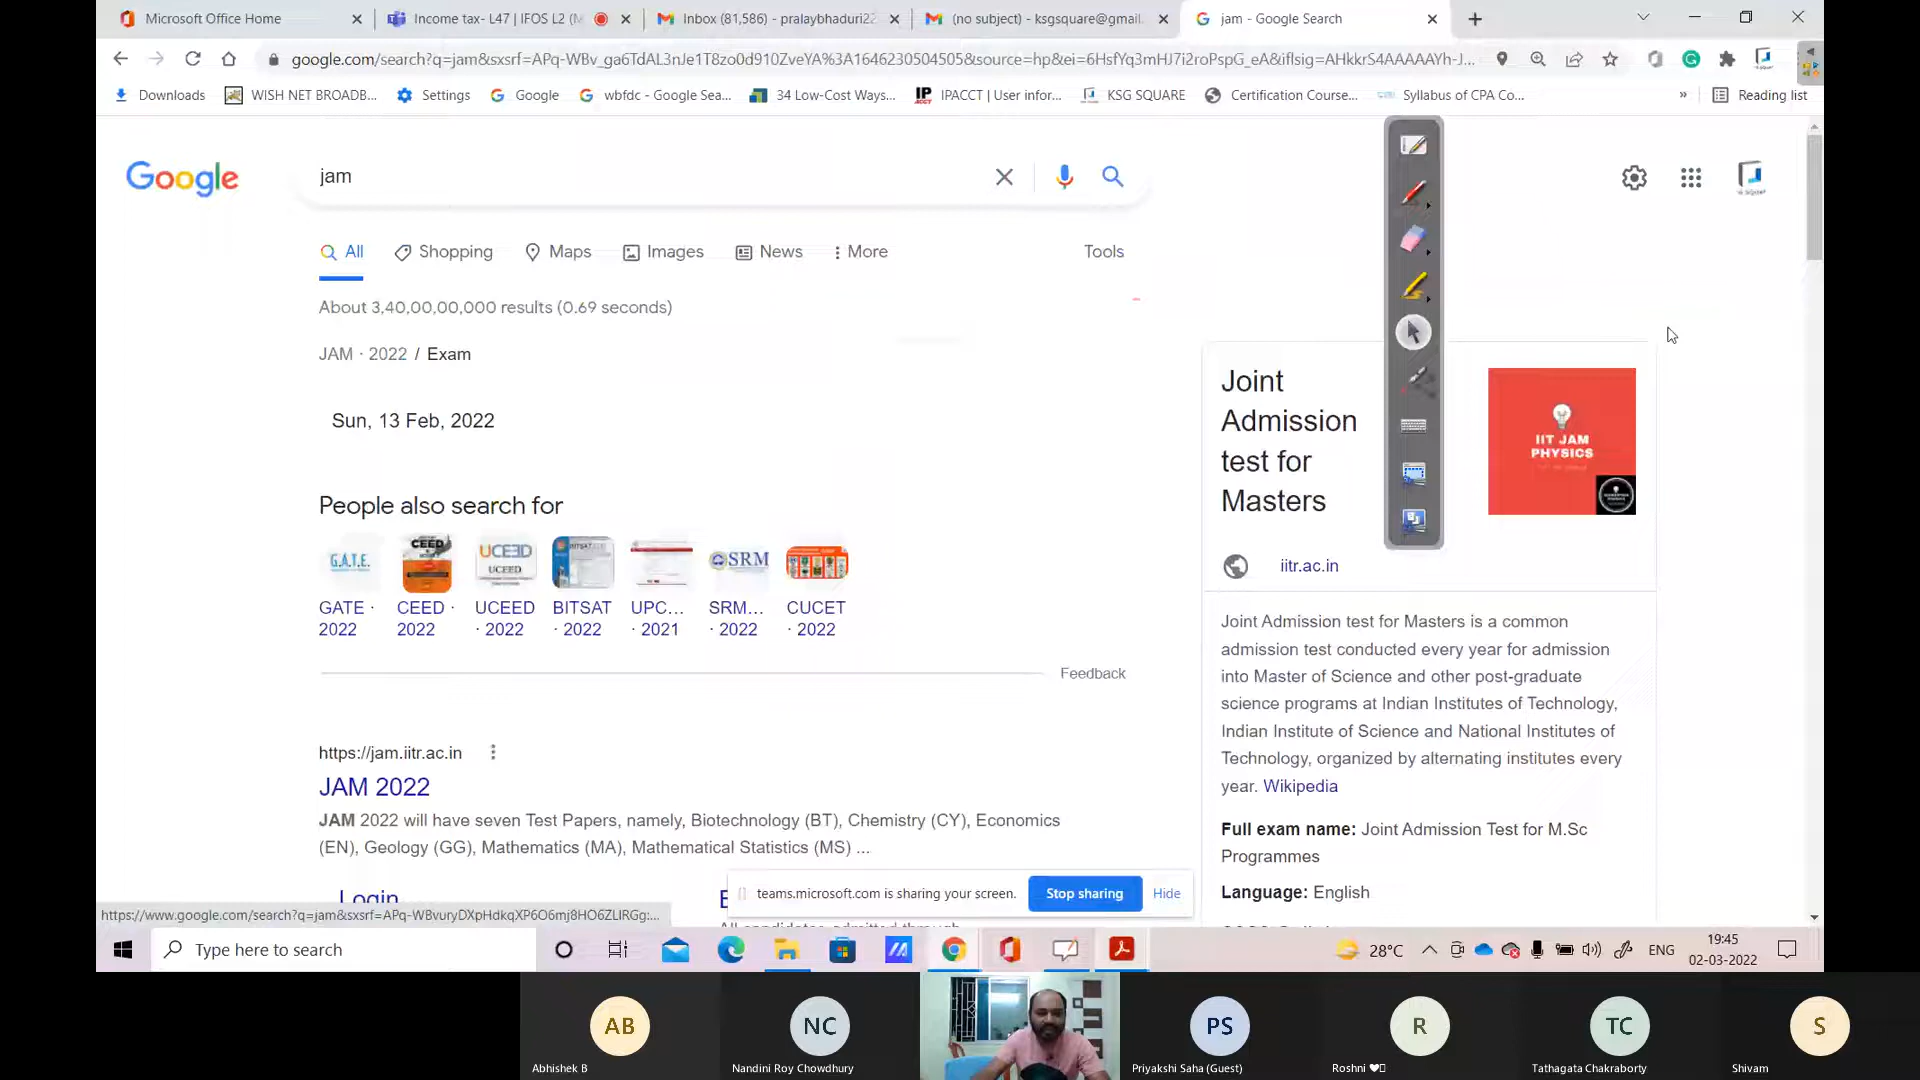 Microsoft Office Home
Income tax- L47 | IFOS L2 (M
Inbox (81,586) - pralaybhaduri22
(no subject) - ksgsquare@gmail.
jam - Google Search
google.com/search?q=jam&sxsrf=APq-WBv_ga6TdAL3nJe1T8zo0d910ZveYA%3A1646230504505&source=hp&ei=6HsfYq3mHJ7i2roPspG_eA&iflsig=AHkkrS4AAAAAYh-J...
Downloads
WISH NET BROADB...
Settings
Google
wbfdc - Google Sea...
34 Low-Cost Ways...
IPACCT | User infor...
KSG SQUARE
Certification Course...
Syllabus of CPA Co...
»
Reading list
Google
jam
All
Shopping
Maps
Images
News
More
Tools
About 3,40,00,00,000 results (0.69 seconds)
JAM · 2022 / Exam
Sun, 13 Feb, 2022
People also search for
G.A.T.E.
CEED
UCEED
UCEED
BITSAT
SRM
GATE · 2022
CEED · 2022
UCEED · 2022
BITSAT · 2022
UPC... · 2021
SRM... · 2022
CUCET · 2022
Feedback
https://jam.iitr.ac.in
JAM 2022
JAM 2022 will have seven Test Papers, namely, Biotechnology (BT), Chemistry (CY), Economics
(EN), Geology (GG), Mathematics (MA), Mathematical Statistics (MS) ...
Login
Joint
Admission
test for
Masters
IIT JAM
PHYSICS
iitr.ac.in
Joint Admission test for Masters is a common
admission test conducted every year for admission
into Master of Science and other post-graduate
science programs at Indian Institutes of Technology,
Indian Institute of Science and National Institutes of
Technology, organized by alternating institutes every
year. Wikipedia
Full exam name: Joint Admission Test for M.Sc
Programmes
Language: English
teams.microsoft.com is sharing your screen.
Stop sharing
Hide
https://www.google.com/search?q=jam&sxsrf=APq-WBvuryDXpHdkqXP6O6mj8HO6ZLIRGg:...
Type here to search
28°C
ENG
19:45
02-03-2022
AB
Abhishek B
NC
Nandini Roy Chowdhury
PS
Priyakshi Saha (Guest)
R
Roshni
TC
Tathagata Chakraborty
S
Shivam